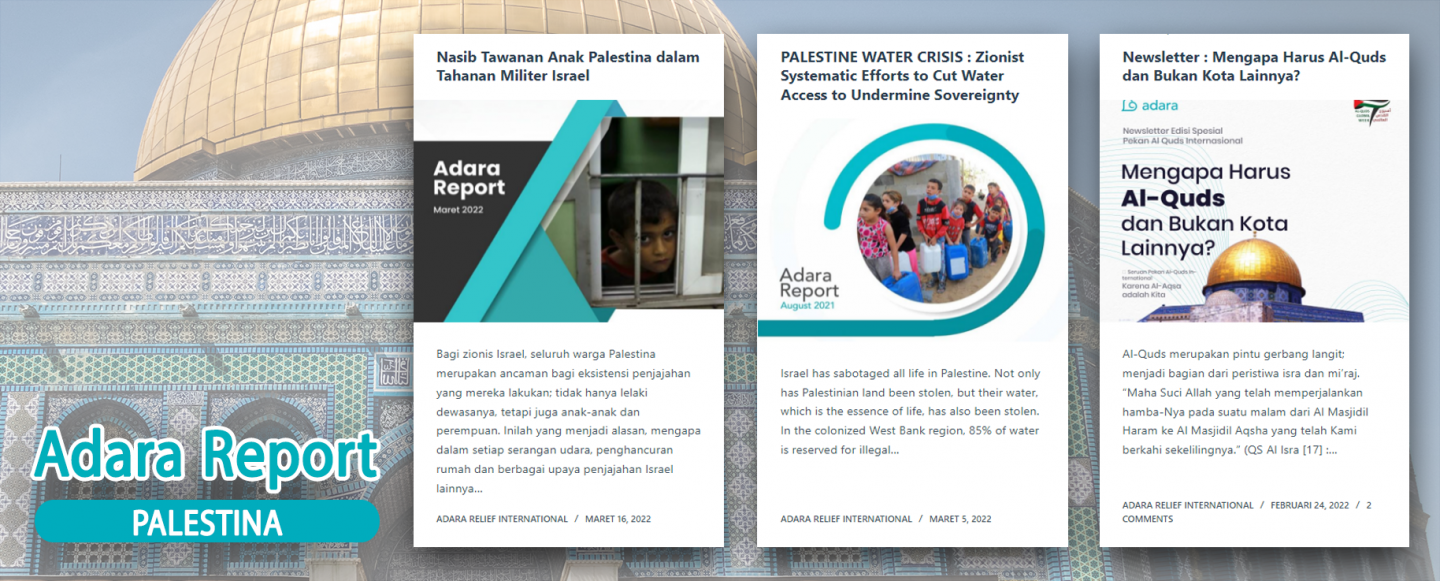 Adara Report
PALESTINA
Nasib Tawanan Anak Palestina dalam
Tahanan Militer Israel
Adara
Report
Maret 2022
Bagi zionis Israel, seluruh warga Palestina
merupakan ancaman bagi eksistensi penjajahan
yang mereka lakukan; tidak hanya lelaki
dewasanya, tetapi juga anak-anak dan
perempuan. Inilah yang menjadi alasan, mengapa
dalam setiap serangan udara, penghancuran
rumah dan berbagai upaya penjajahan Israel
lainnya...
ADARA RELIEF INTERNATIONAL / MARET 16, 2022
PALESTINE WATER CRISIS : Zionist
Systematic Efforts to Cut Water
Access to Undermine Sovereignty
Adara
Report
August 2021
Israel has sabotaged all life in Palestine. Not only
has Palestinian land been stolen, but their water,
which is the essence of life, has also been stolen.
In the colonized West Bank region, 85% of water
is reserved for illegal...
ADARA RELIEF INTERNATIONAL / MARET 5, 2022
Newsletter : Mengapa Harus Al-Quds
dan Bukan Kota Lainnya?
adara
Newsletter Edisi Spesial
Pekan Al Quds Internasional
Mengapa Harus
Al-Quds
dan Bukan Kota
Lainnya?
Seruan Pekan Al-Quds In-
ternational
Karena Al-Aqsa
adalah Kita
Al-Quds merupakan pintu gerbang langit;
menjadi bagian dari peristiwa isra dan mi'raj.
“Maha Suci Allah yang telah memperjalankan
hamba-Nya pada suatu malam dari Al Masjidil
Haram ke Al Masjidil Aqsha yang telah Kami
berkahi sekelilingnya.” (QS Al Isra [17] :...
ADARA RELIEF INTERNATIONAL / FEBRUARI 24, 2022 / 2
COMMENTS